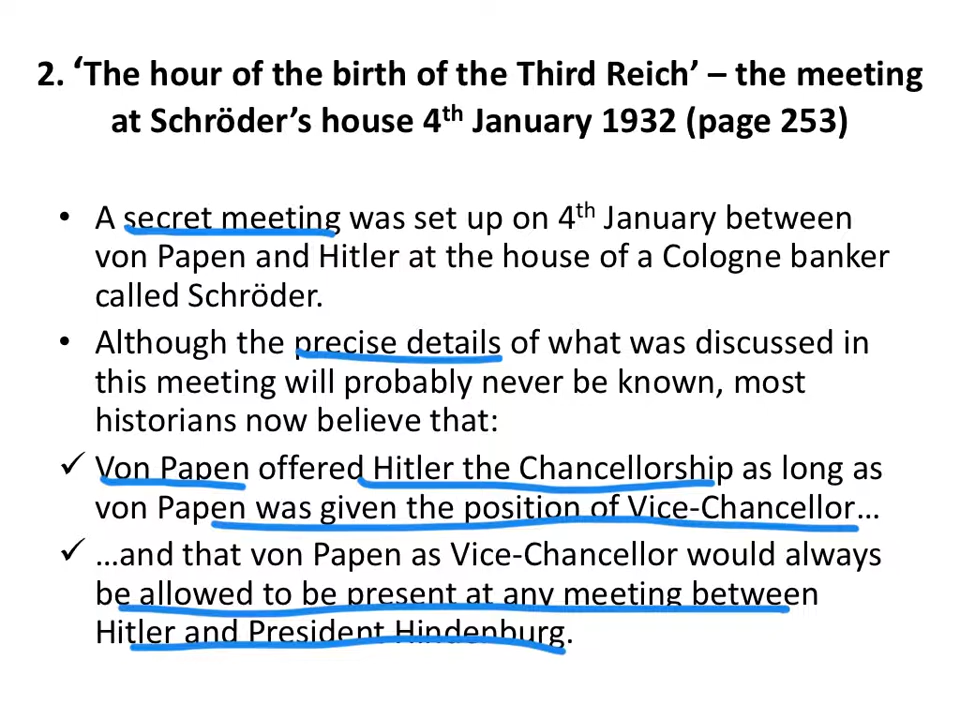 2. ‘The hour of the birth of the Third Reich’ – the meeting
at Schröder’s house 4th January 1932 (page 253)
• A secret meeting was set up on 4th January between
von Papen and Hitler at the house of a Cologne banker
called Schröder.
• Although the precise details of what was discussed in
this meeting will probably never be known, most
historians now believe that:
✓ Von Papen offered Hitler the Chancellorship as long as
von Papen was given the position of Vice-Chancellor…
✓ …and that von Papen as Vice-Chancellor would always
be allowed to be present at any meeting between
Hitler and President Hindenburg.